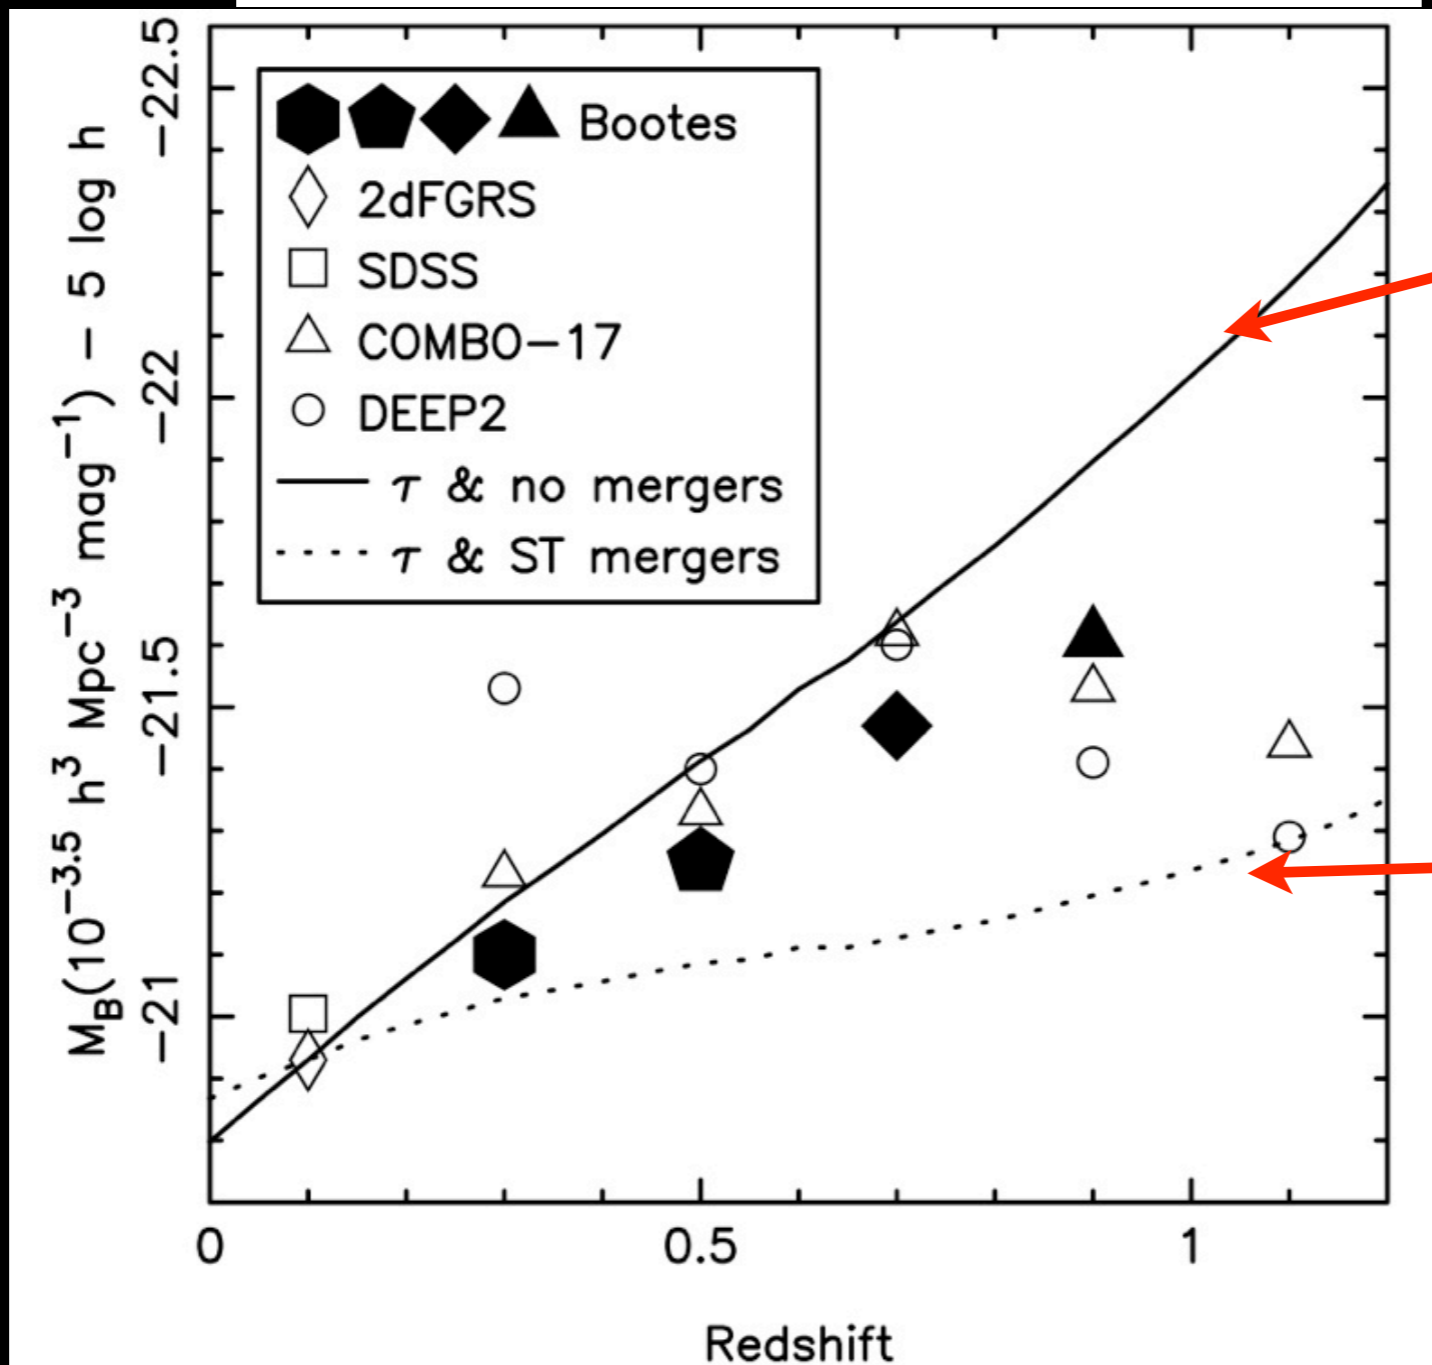 Bootes
2dFGRS
SDSS
COMBO-17
DEEP2
τ & no mergers
τ & ST mergers
M_B(10^−3.5 h^3 Mpc^−3 mag^−1) − 5 log h
−22.5
−22
−21.5
−21
0 0.5 1
Redshift